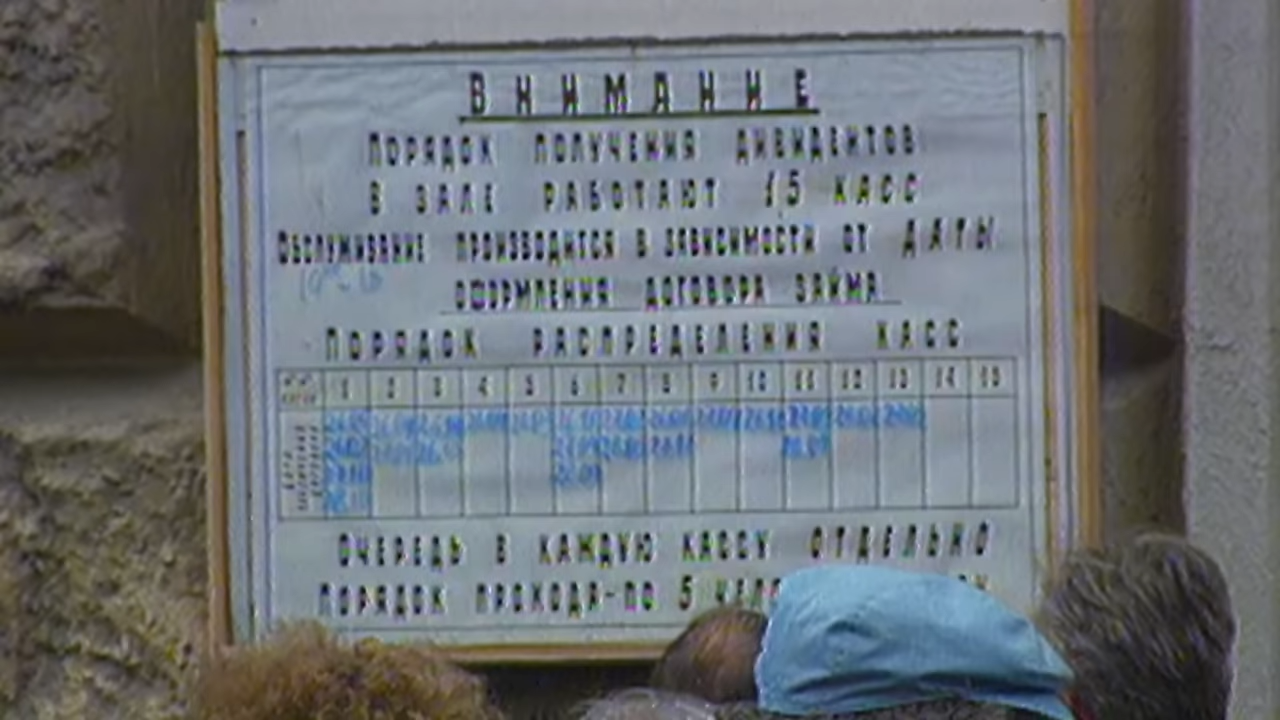 ВНИМАНИЕ
ПОРЯДОК ПОЛУЧЕНИЯ ДИВИДЕНТОВ
В ЗАЛЕ РАБОТАЮТ 15 КАСС
ОБСЛУЖИВАНИЕ ПРОИЗВОДИТСЯ В ЗАВИСИМОСТИ ОТ ДАТЫ
ОФОРМЛЕНИЯ ДОГОВОРА ЗАЙМА
ПОРЯДОК РАСПРЕДЕЛЕНИЯ КАСС
1 2 3 4 5 6 7 8 9 10 11 12 13 14 15
ОЧЕРЕДЬ В КАЖДУЮ КАССУ ОТДЕЛЬНО
ПОРЯДОК ПРОХОДА-ПО 5